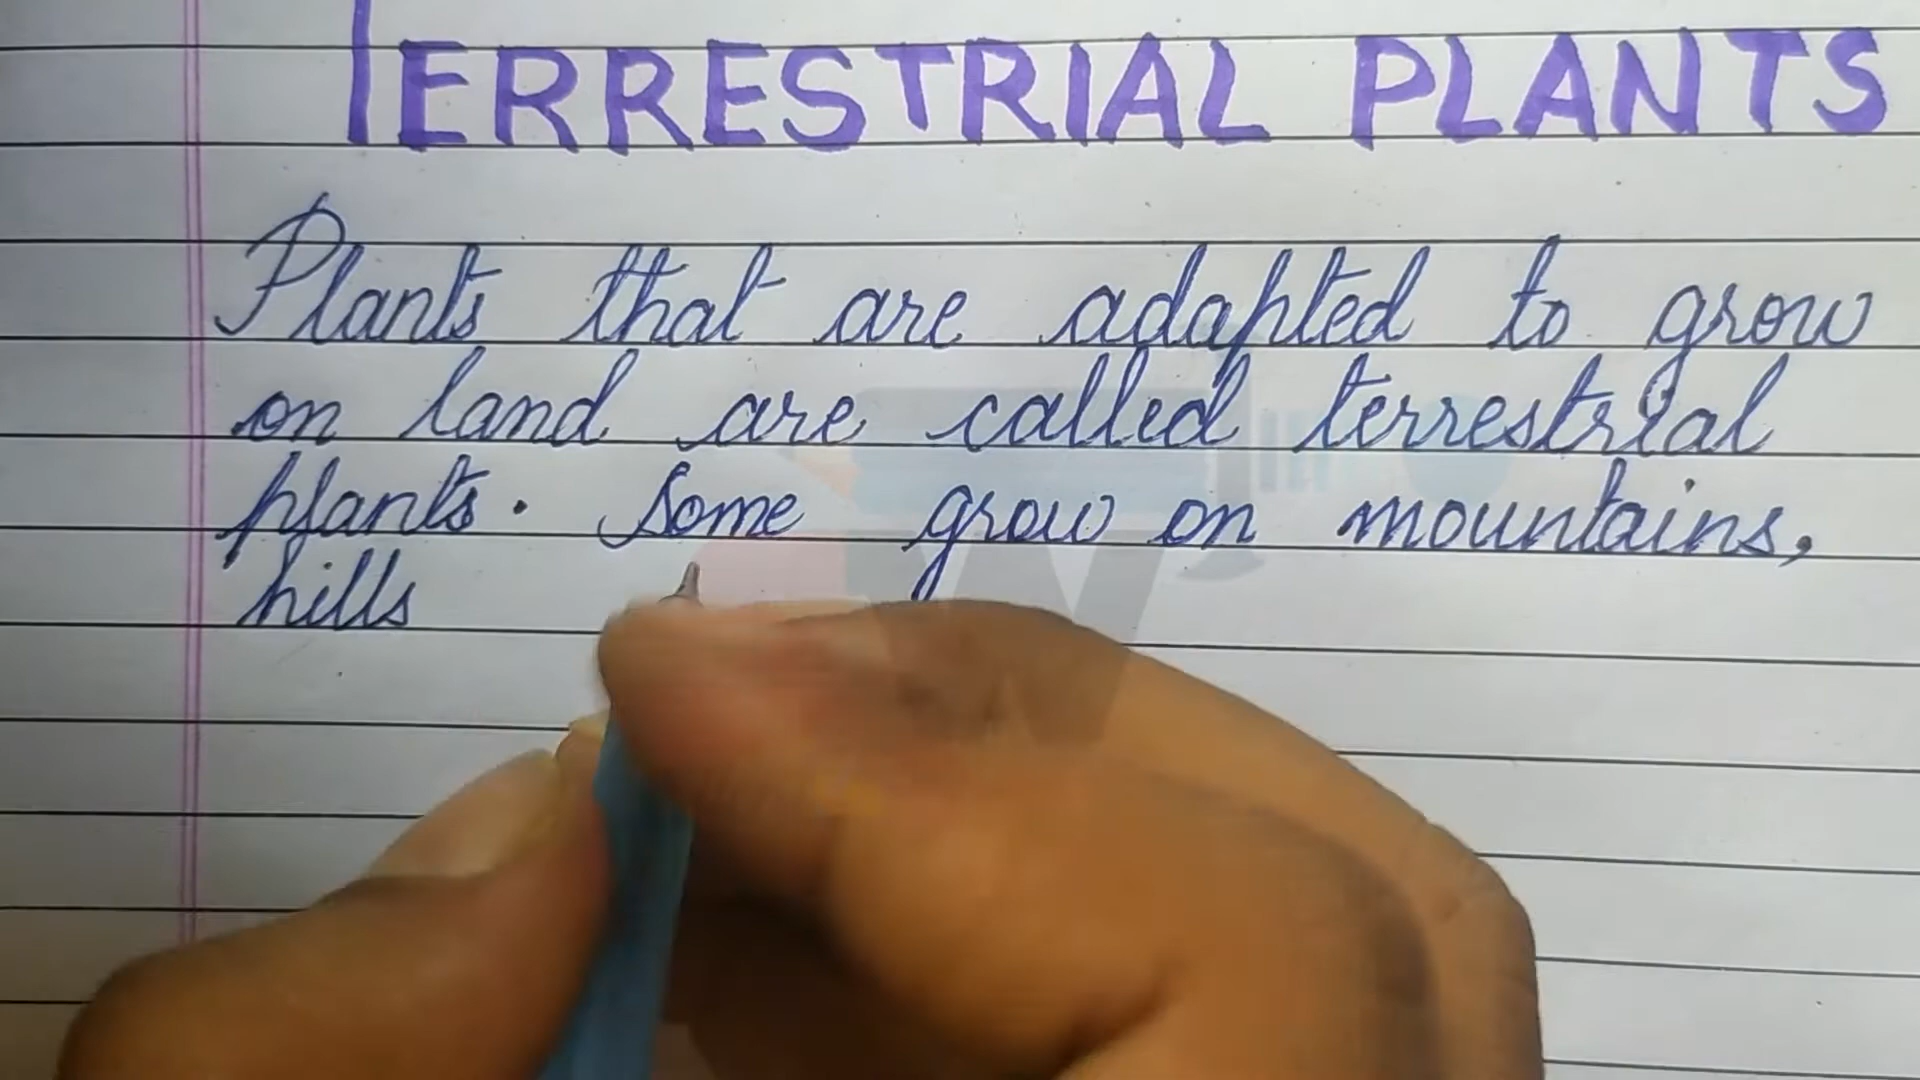 TERRESTRIAL PLANTS
Plants that are adapted to grow
on land are called terrestrial
plants. Some grow on mountains,
hills